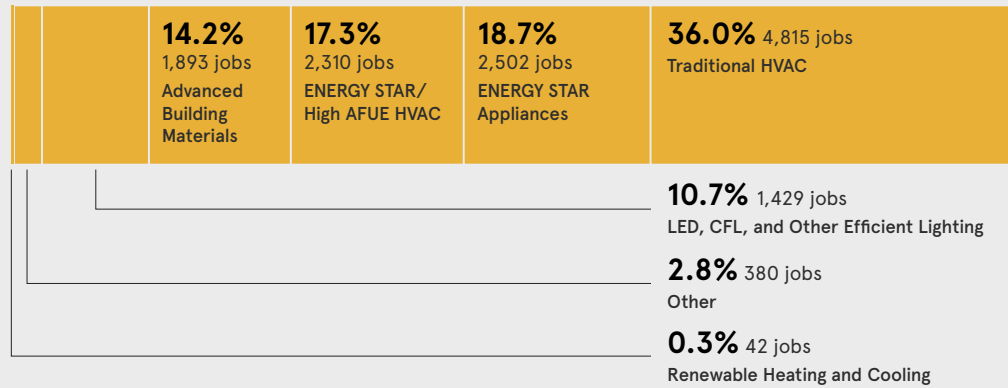 14.2%
1,893 jobs
Advanced
Building
Materials
17.3%
2,310 jobs
ENERGY STAR/
High AFUE HVAC
18.7%
2,502 jobs
ENERGY STAR
Appliances
36.0% 4,815 jobs
Traditional HVAC
10.7% 1,429 jobs
LED, CFL, and Other Efficient Lighting
2.8% 380 jobs
Other
0.3% 42 jobs
Renewable Heating and Cooling